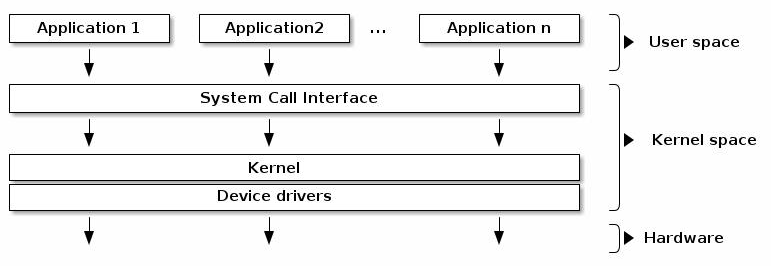 Application 1
Application2
...
Application n
User space
System Call Interface
Kernel space
Kernel
Device drivers
Hardware